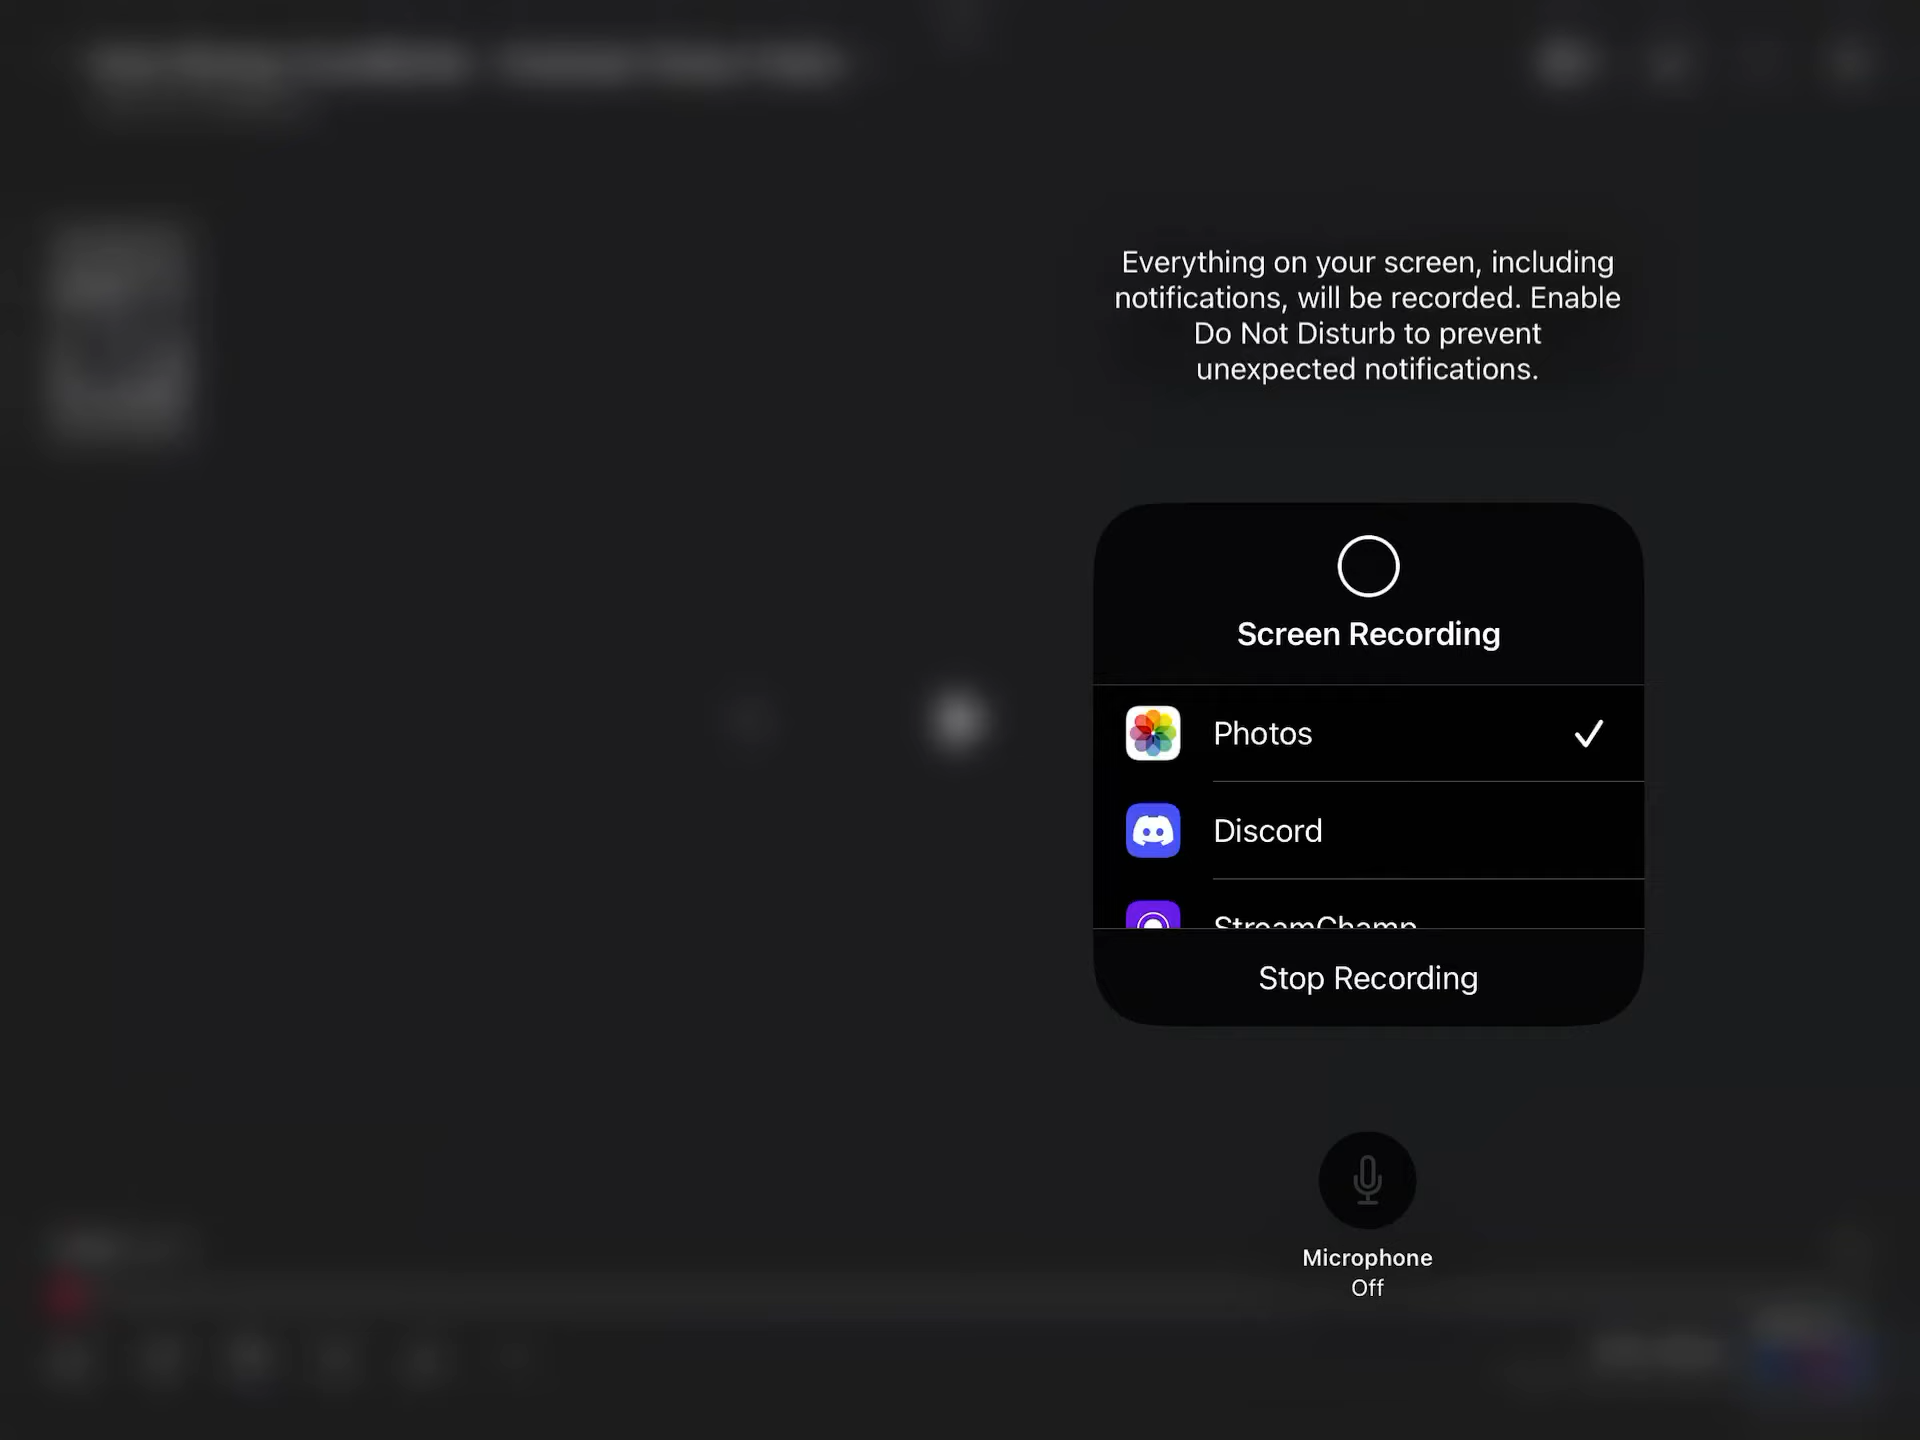 Everything on your screen, including
notifications, will be recorded. Enable
Do Not Disturb to prevent
unexpected notifications.
Screen Recording
Photos
Discord
StreamChamp
Stop Recording
Microphone
Off